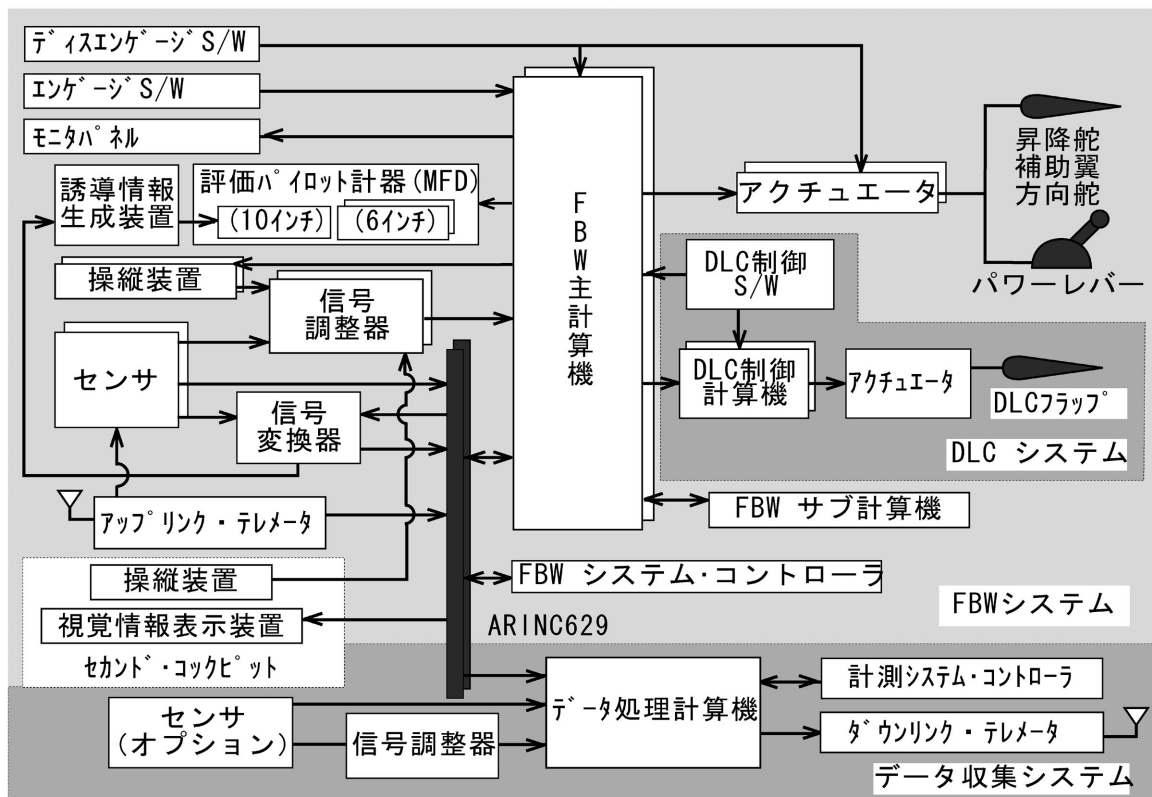 ﾃﾞｨｽｴﾝｹﾞｰｼﾞS/W
ｴﾝｹﾞｰｼﾞS/W
ﾓﾆﾀﾊﾟﾈﾙ
誘導情報
生成装置
評価ﾊﾟｲﾛｯﾄ計器(MFD)
(10インチ)
(6インチ)
操縦装置
信号
調整器
センサ
信号
変換器
ｱｯﾌﾟﾘﾝｸ・ﾃﾚﾒｰﾀ
操縦装置
視覚情報表示装置
ｾｶﾝﾄﾞ・ｺｯｸﾋﾟｯﾄ
FBW主計算機
アクチュエータ
昇降舵
補助翼
方向舵
パワーレバー
DLC制御
S/W
DLC制御
計算機
ｱｸﾁｭｴｰﾀ
DLCﾌﾗｯﾌﾟ
DLC システム
FBW サブ計算機
FBW システム・コントローラ
FBWシステム
ARINC629
センサ
(オプション)
信号調整器
ﾃﾞｰﾀ処理計算機
計測ｼｽﾃﾑ・ｺﾝﾄﾛｰﾗ
ﾀﾞｳﾝﾘﾝｸ・ﾃﾚﾒｰﾀ
データ収集システム